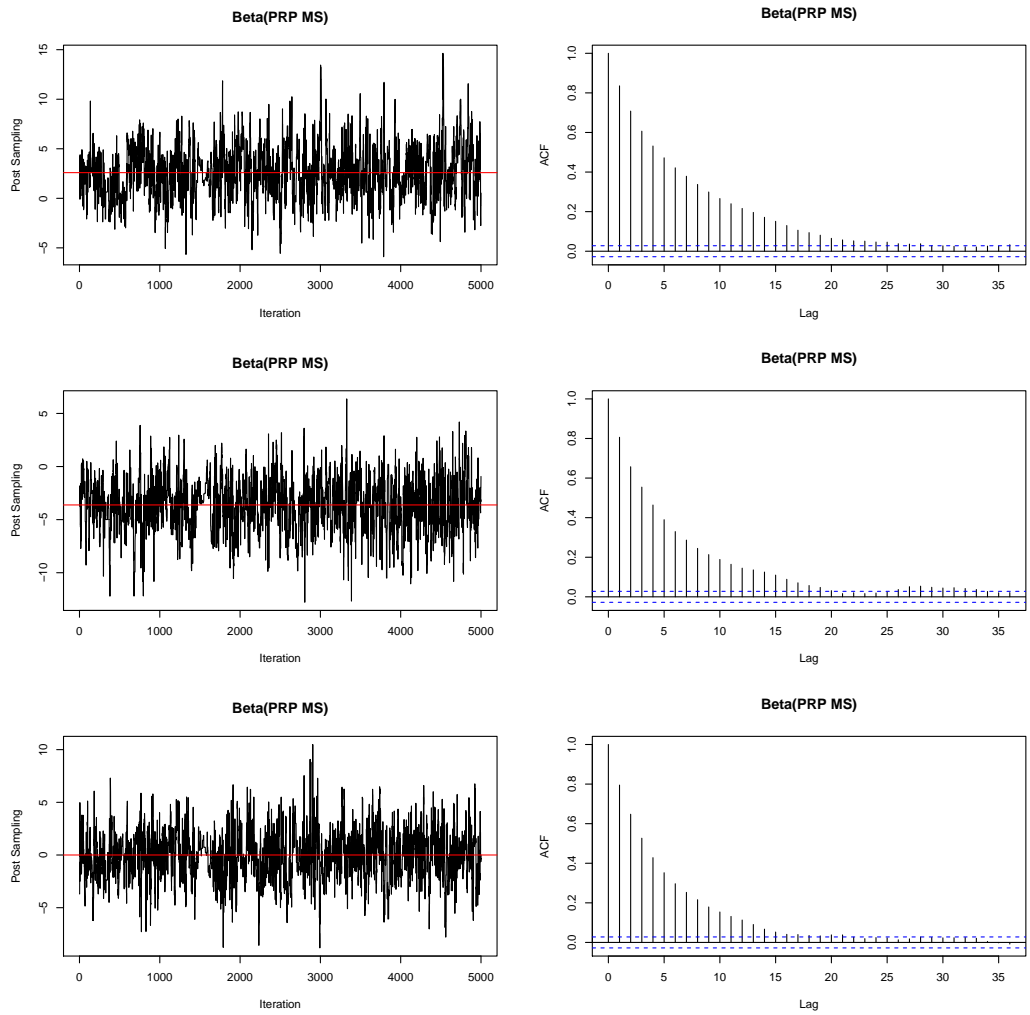 Beta(PRP MS)
Post Sampling
15
10
5
0
−5
0 1000 2000 3000 4000 5000
Iteration
Beta(PRP MS)
ACF
1.0
0.8
0.6
0.4
0.2
0.0
0 5 10 15 20 25 30 35
Lag
Beta(PRP MS)
Post Sampling
5
0
−5
−10
0 1000 2000 3000 4000 5000
Iteration
Beta(PRP MS)
ACF
1.0
0.8
0.6
0.4
0.2
0.0
0 5 10 15 20 25 30 35
Lag
Beta(PRP MS)
Post Sampling
10
5
0
−5
0 1000 2000 3000 4000 5000
Iteration
Beta(PRP MS)
ACF
1.0
0.8
0.6
0.4
0.2
0.0
0 5 10 15 20 25 30 35
Lag